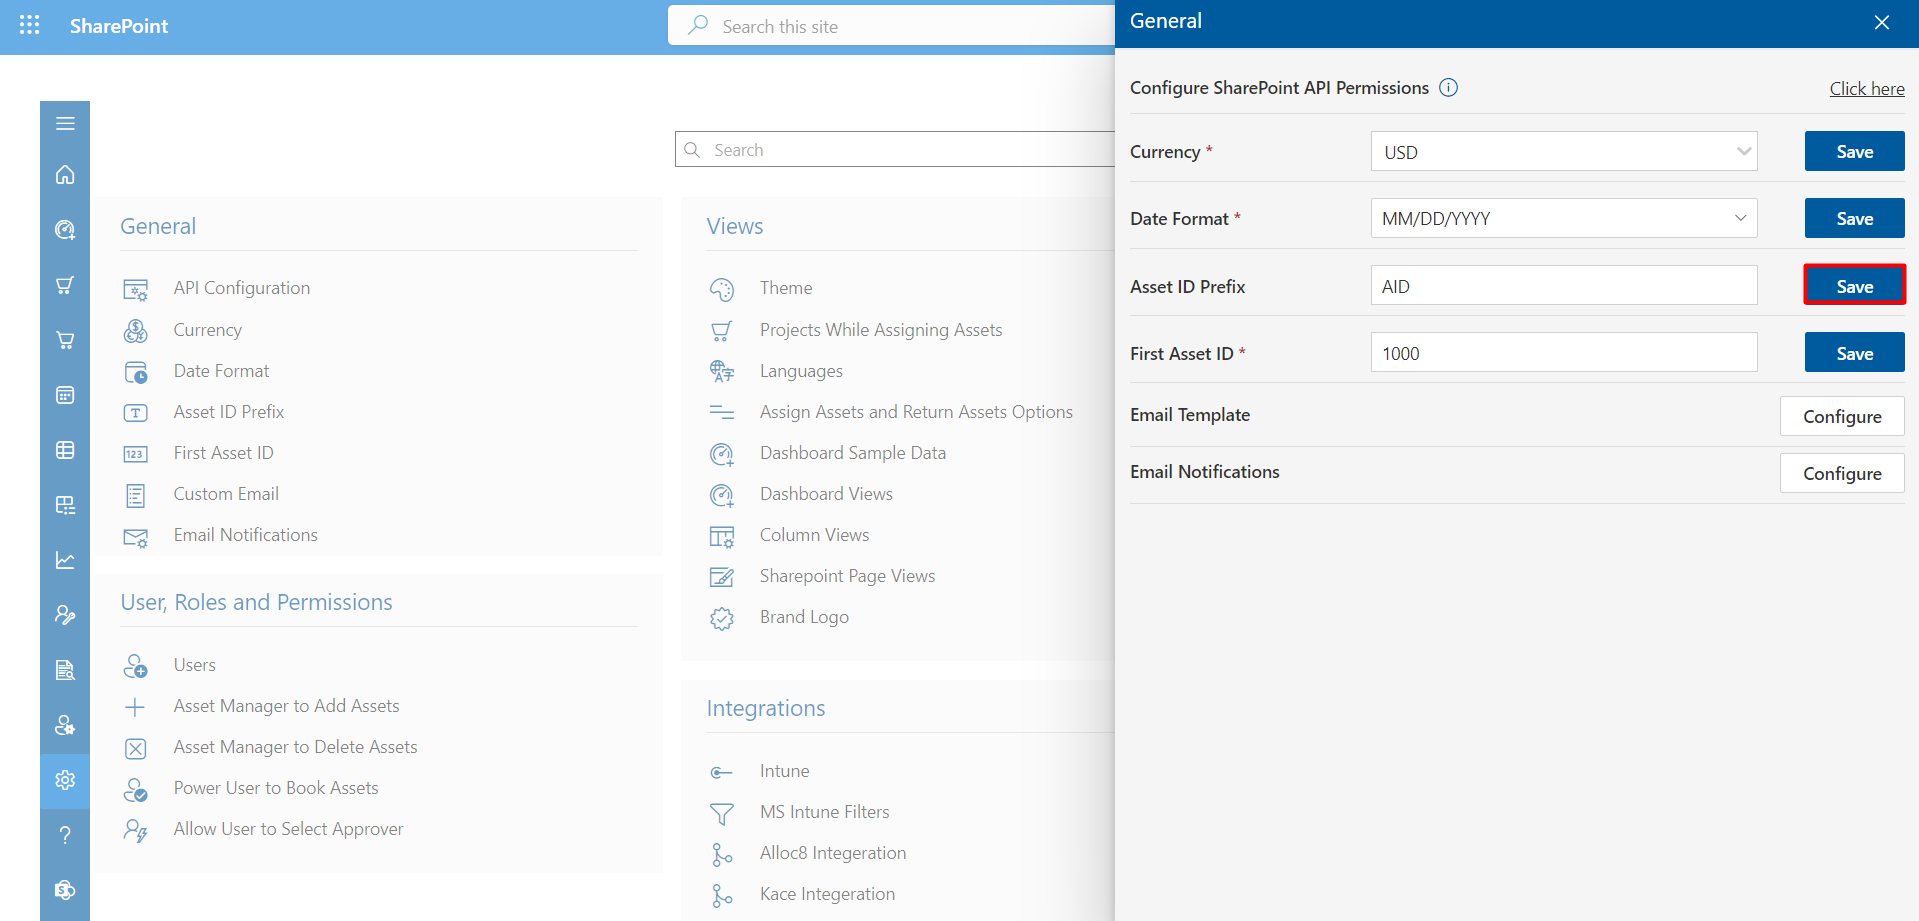 SharePoint
Search this site
Search
General
API Configuration
Currency
Date Format
Asset ID Prefix
123
First Asset ID
Custom Email
Email Notifications
User, Roles and Permissions
Users
Asset Manager to Add Assets
Asset Manager to Delete Assets
Power User to Book Assets
Allow User to Select Approver
Views
Theme
Projects While Assigning Assets
Languages
Assign Assets and Return Assets Options
Dashboard Sample Data
Dashboard Views
Column Views
Sharepoint Page Views
Brand Logo
Integrations
Intune
MS Intune Filters
Alloc8 Integeration
Kace Integeration
General
Configure SharePoint API Permissions
Click here
Currency * USD Save
Date Format * MM/DD/YYYY Save
Asset ID Prefix AID Save
First Asset ID * 1000 Save
Email Template Configure
Email Notifications Configure